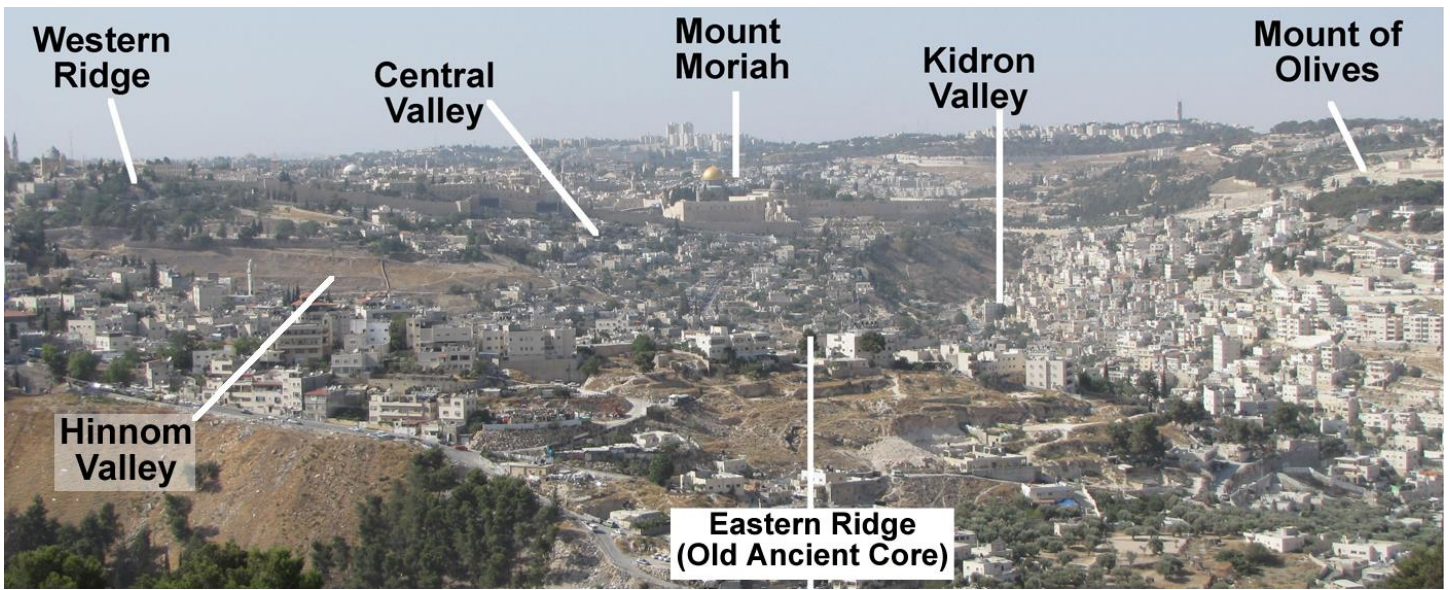 Western
Ridge
Central
Valley
Mount
Moriah
Kidron
Valley
Mount of
Olives
Hinnom
Valley
Eastern Ridge
(Old Ancient Core)